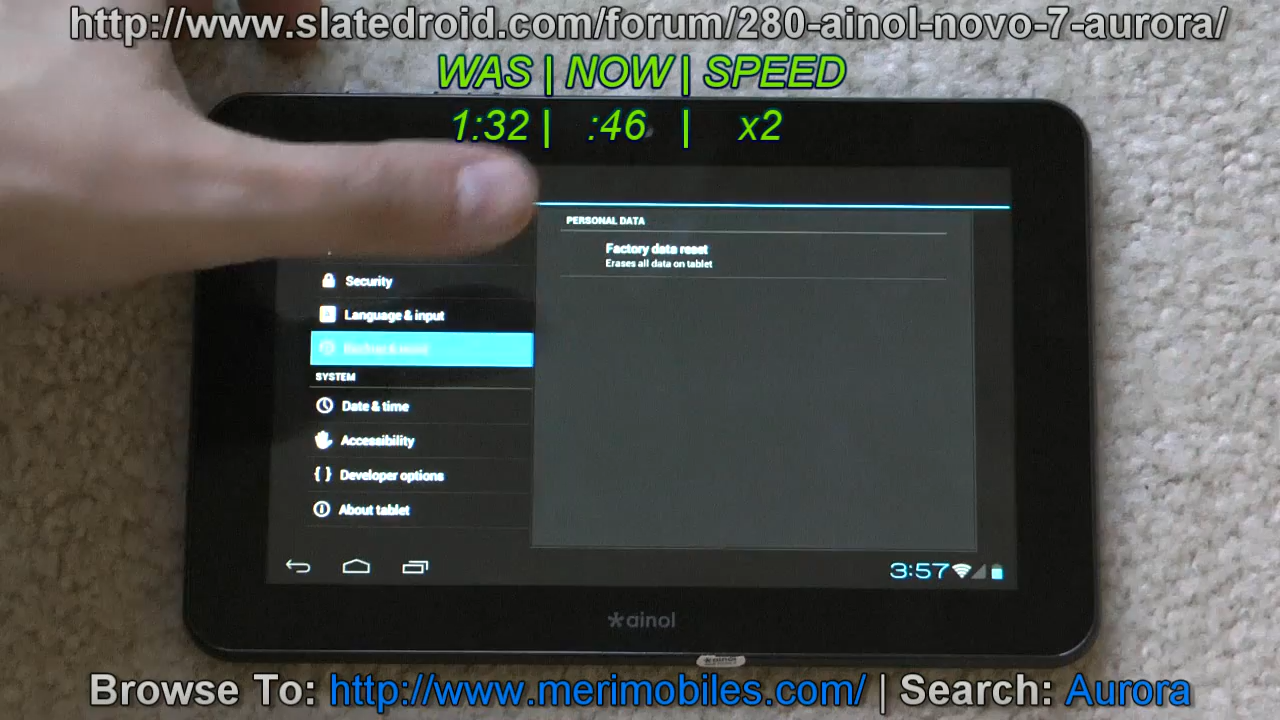 http://www.slatedroid.com/forum/280-ainol-novo-7-aurora/
WAS | NOW | SPEED
1:32 | :46 | x2
PERSONAL DATA
Factory data reset
Erases all data on tablet
Security
Language & input
SYSTEM
Date & time
Accessibility
Developer options
About tablet
3:57
*ainol
Browse To: http://www.merimobiles.com/ | Search: Aurora